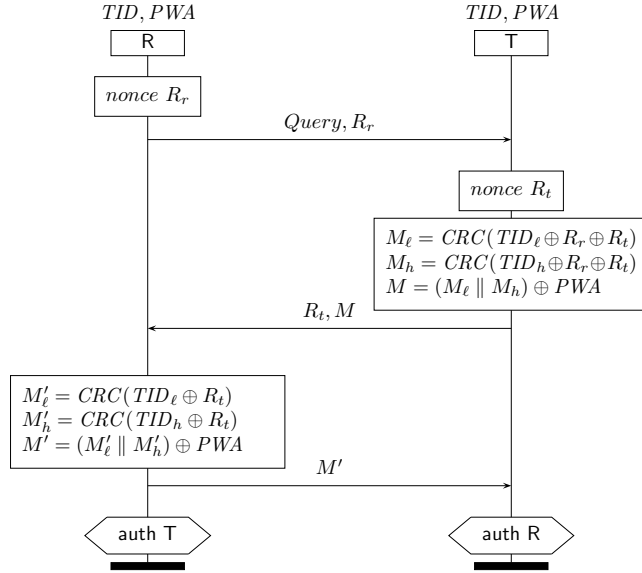 TID, PWA TID, PWA
R T
nonce R_r
Query, R_r
nonce R_t
M_ℓ = CRC(TID_ℓ ⊕ R_r ⊕ R_t)
M_h = CRC(TID_h ⊕ R_r ⊕ R_t)
M = (M_ℓ ∥ M_h) ⊕ PWA
R_t, M
M′_ℓ = CRC(TID_ℓ ⊕ R_t)
M′_h = CRC(TID_h ⊕ R_t)
M′ = (M′_ℓ ∥ M′_h) ⊕ PWA
M′
auth T auth R